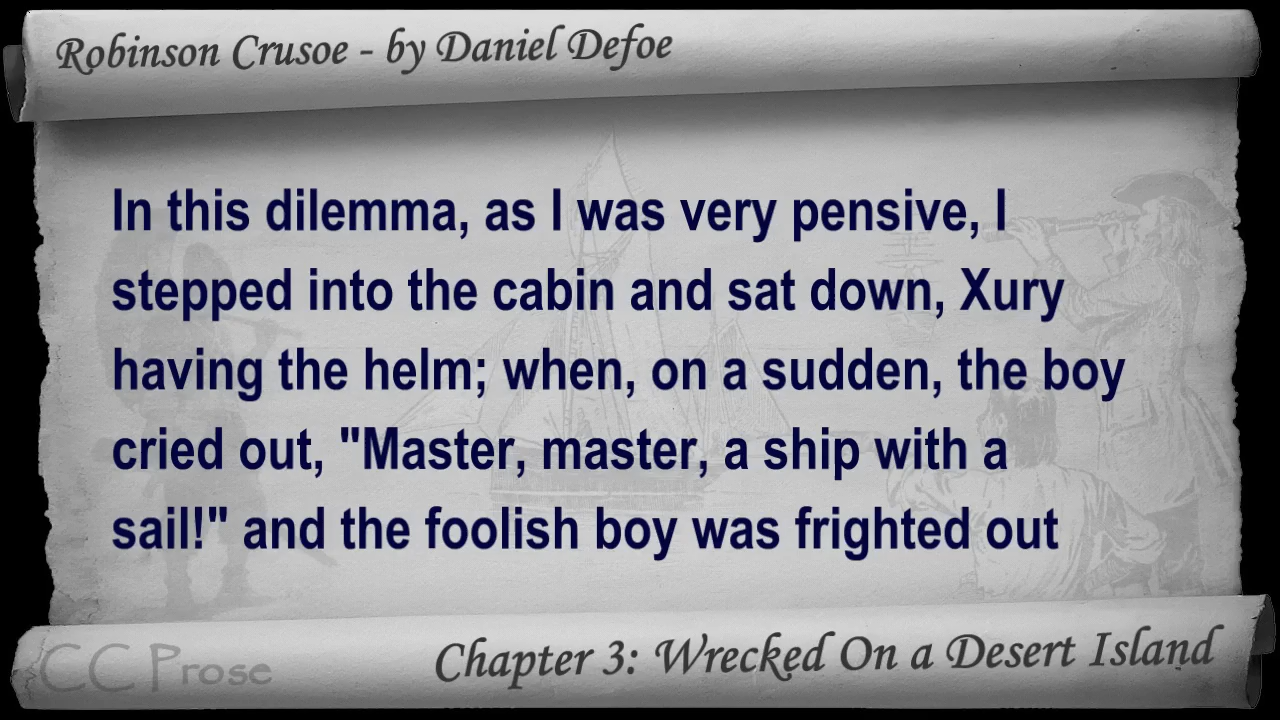 Robinson Crusoe - by Daniel Defoe
In this dilemma, as I was very pensive, I
stepped into the cabin and sat down, Xury
having the helm; when, on a sudden, the boy
cried out, "Master, master, a ship with a
sail!" and the foolish boy was frighted out
CC Prose
Chapter 3: Wrecked On a Desert Island